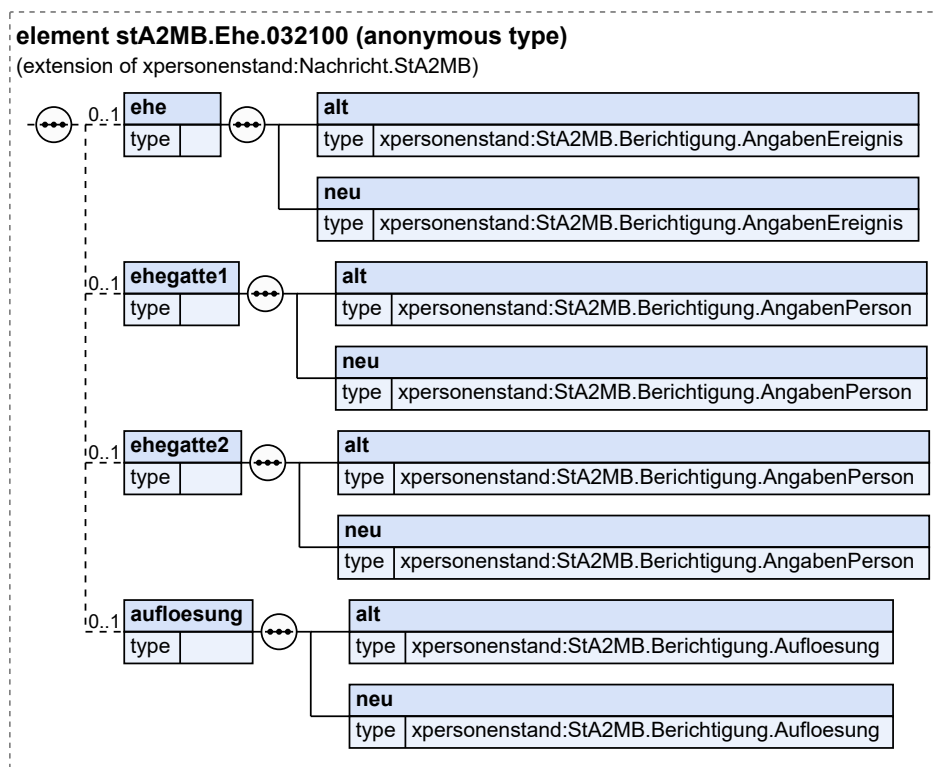 element stA2MB.Ehe.032100 (anonymous type)
(extension of xpersonenstand:Nachricht.StA2MB)
0..1
ehe
type
alt
type xpersonenstand:StA2MB.Berichtigung.AngabenEreignis
neu
type xpersonenstand:StA2MB.Berichtigung.AngabenEreignis
0..1
ehegatte1
type
alt
type xpersonenstand:StA2MB.Berichtigung.AngabenPerson
neu
type xpersonenstand:StA2MB.Berichtigung.AngabenPerson
0..1
ehegatte2
type
alt
type xpersonenstand:StA2MB.Berichtigung.AngabenPerson
neu
type xpersonenstand:StA2MB.Berichtigung.AngabenPerson
0..1
aufloesung
type
alt
type xpersonenstand:StA2MB.Berichtigung.Aufloesung
neu
type xpersonenstand:StA2MB.Berichtigung.Aufloesung